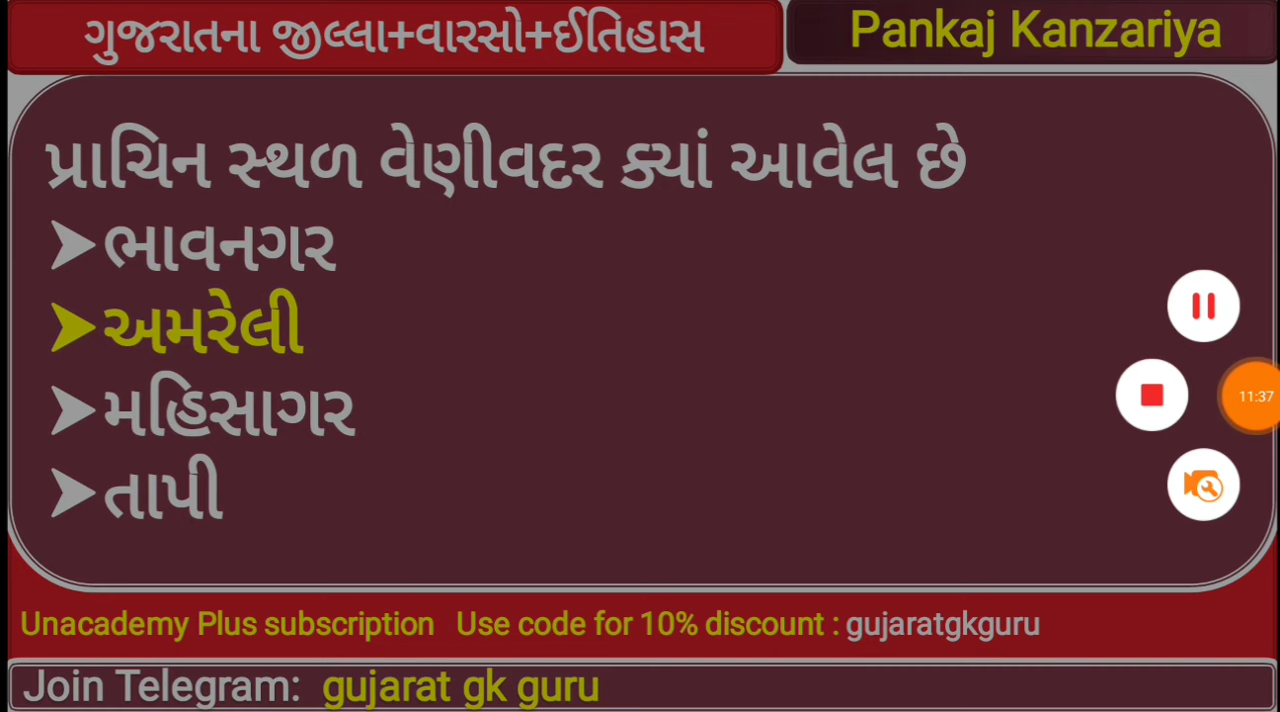 ગુજરાતના જીલ્લા+વારસો+ઈતિહાસ
Pankaj Kanzariya
પ્રાચિન સ્થળ વેણીવદર ક્યાં આવેલ છે
➤ભાવનગર
➤અમરેલી
➤મહિસાગર
➤તાપી
11:37
Unacademy Plus subscription Use code for 10% discount : gujaratgkguru
Join Telegram: gujarat gk guru